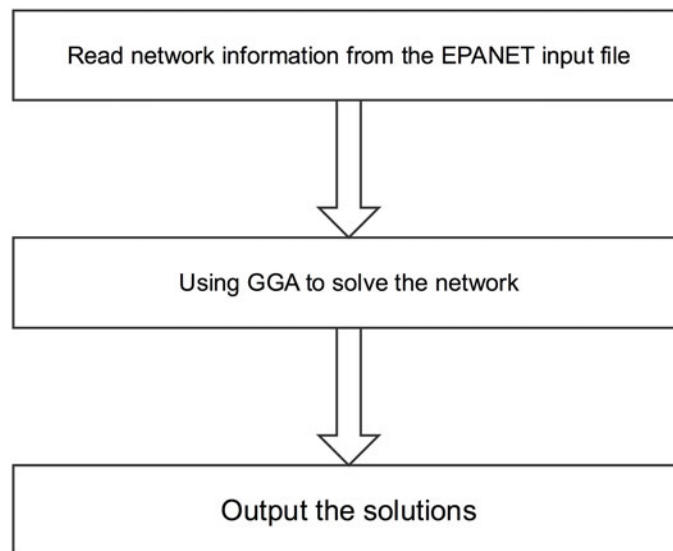 Read network information from the EPANET input file
Using GGA to solve the network
Output the solutions